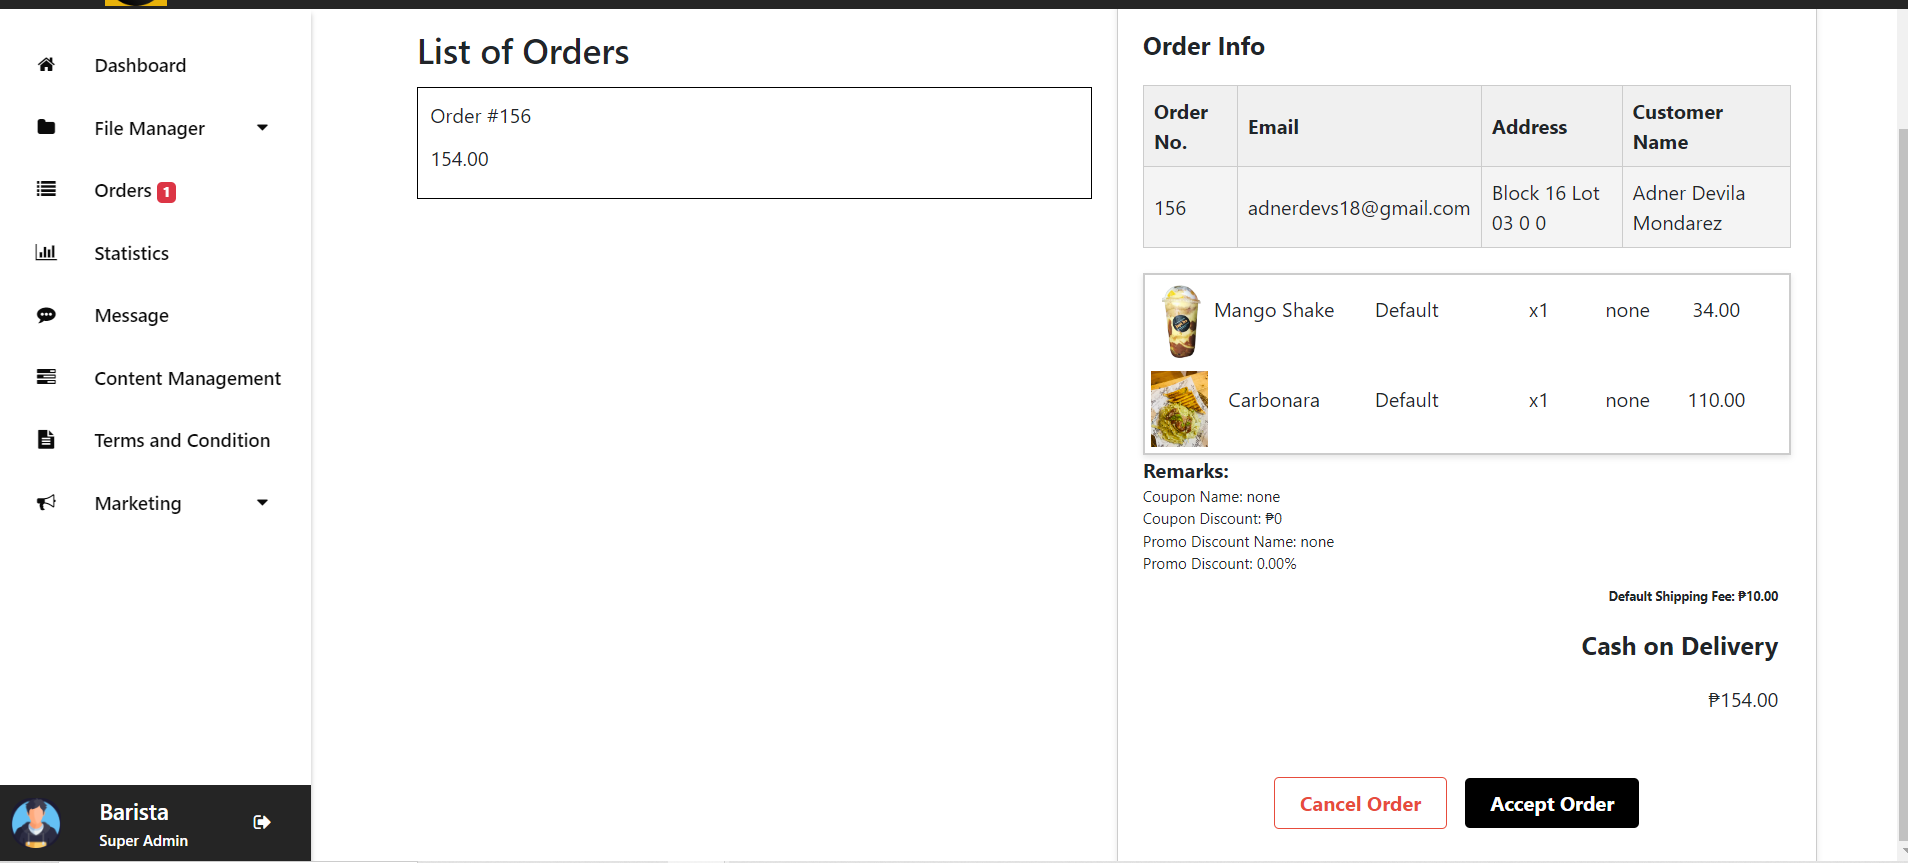 Dashboard
File Manager
Orders 1
Statistics
Message
Content Management
Terms and Condition
Marketing
Barista
Super Admin
List of Orders
Order #156
154.00
Order Info
Order No.
Email
Address
Customer Name
156
adnerdevs18@gmail.com
Block 16 Lot
03 0 0
Adner Devila
Mondarez
Mango Shake Default x1 none 34.00
Carbonara Default x1 none 110.00
Remarks:
Coupon Name: none
Coupon Discount: ₱0
Promo Discount Name: none
Promo Discount: 0.00%
Default Shipping Fee: ₱10.00
Cash on Delivery
₱154.00
Cancel Order
Accept Order